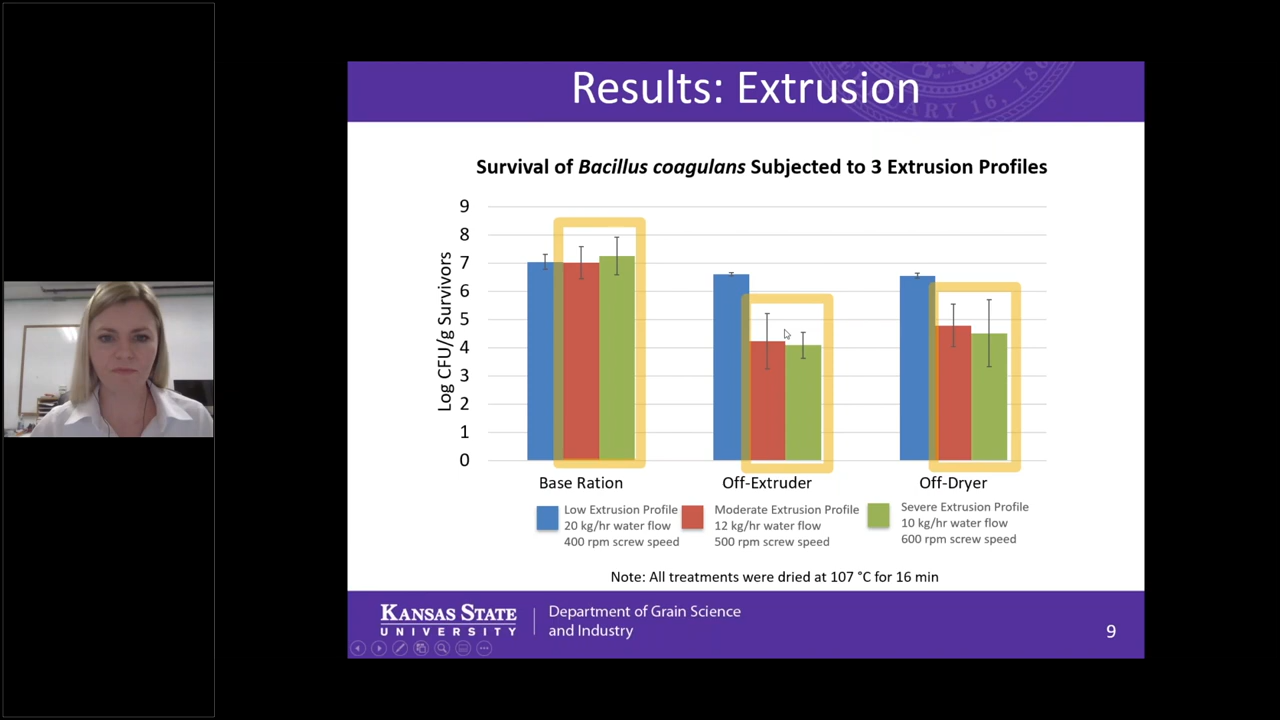 Results: Extrusion
ARY 16, 186
Survival of Bacillus coagulans Subjected to 3 Extrusion Profiles
Log CFU/g Survivors
9
8
7
6
5
4
3
2
1
0
Base Ration
Off-Extruder
Off-Dryer
Low Extrusion Profile
20 kg/hr water flow
400 rpm screw speed
Moderate Extrusion Profile
12 kg/hr water flow
500 rpm screw speed
Severe Extrusion Profile
10 kg/hr water flow
600 rpm screw speed
Note: All treatments were dried at 107 °C for 16 min
KANSAS STATE
UNIVERSITY
Department of Grain Science
and Industry
9